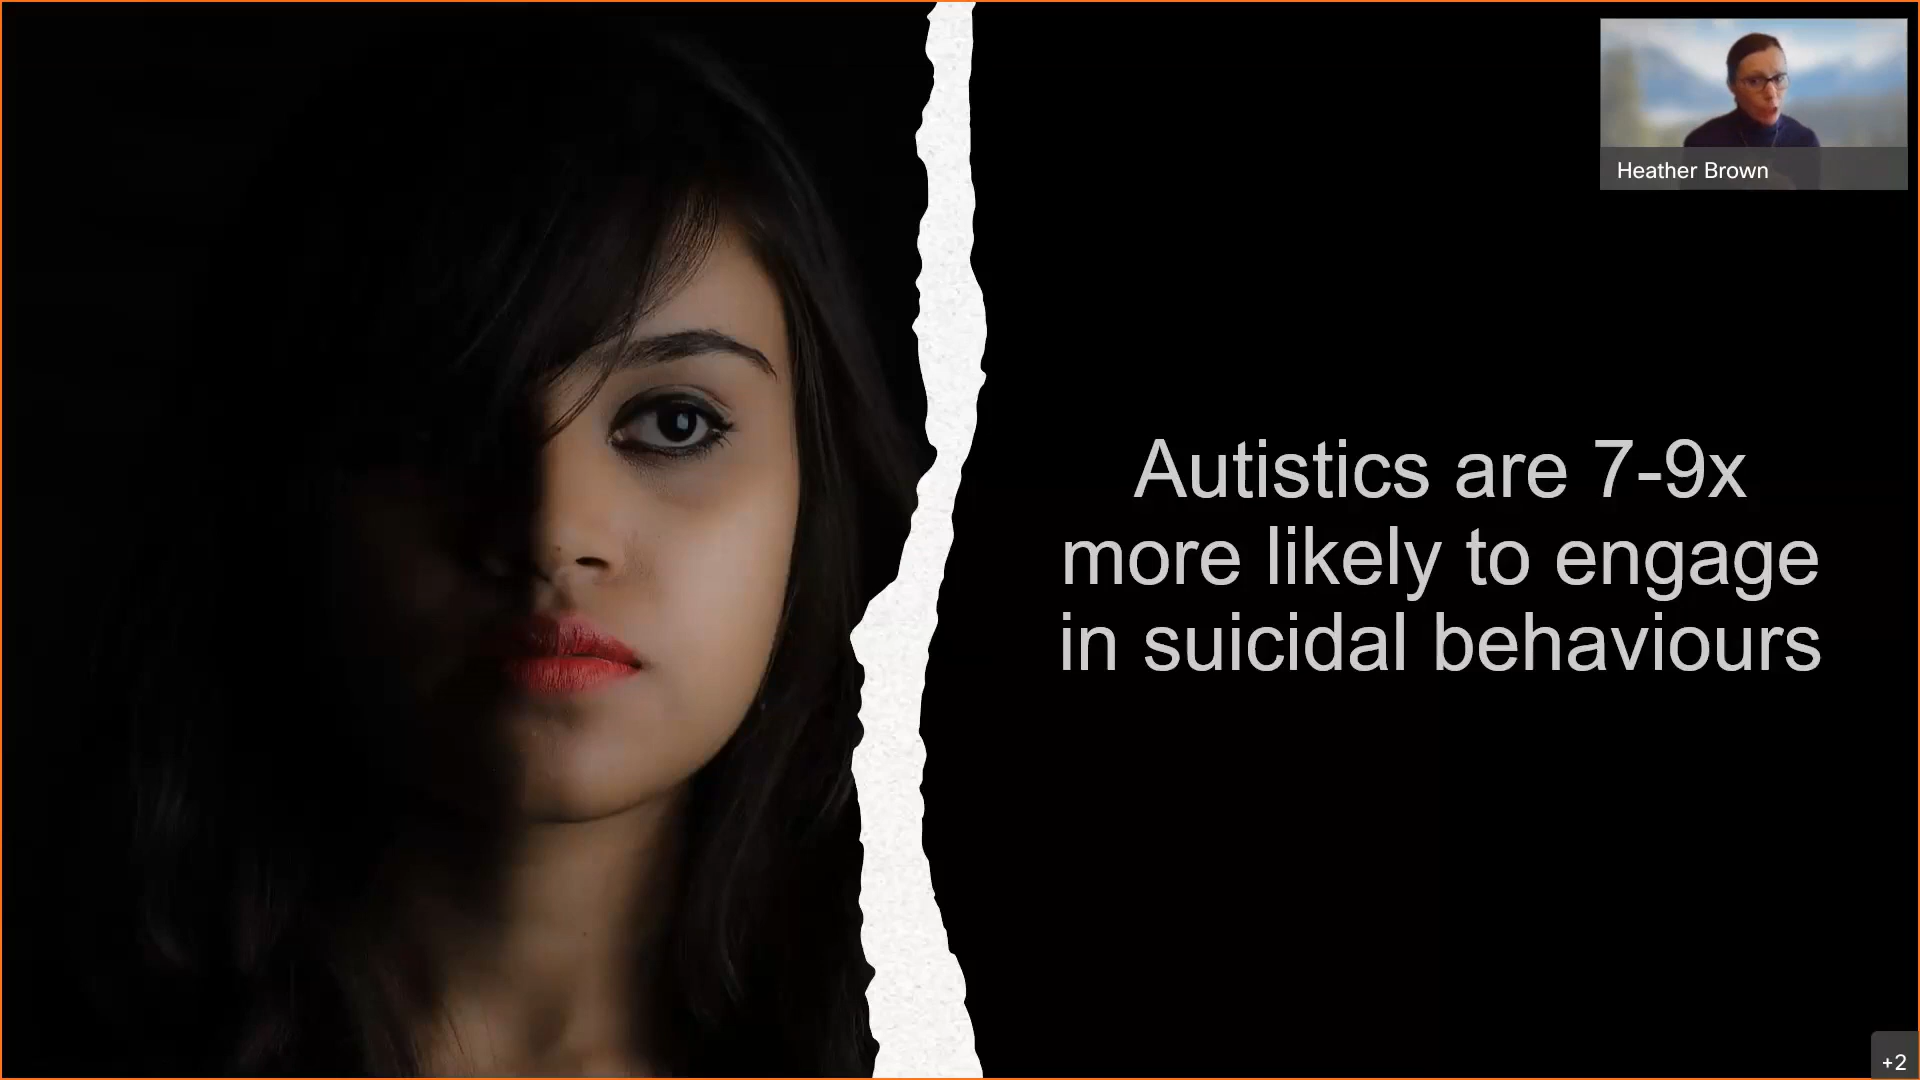 Heather Brown
Autistics are 7-9x
more likely to engage
in suicidal behaviours
+2